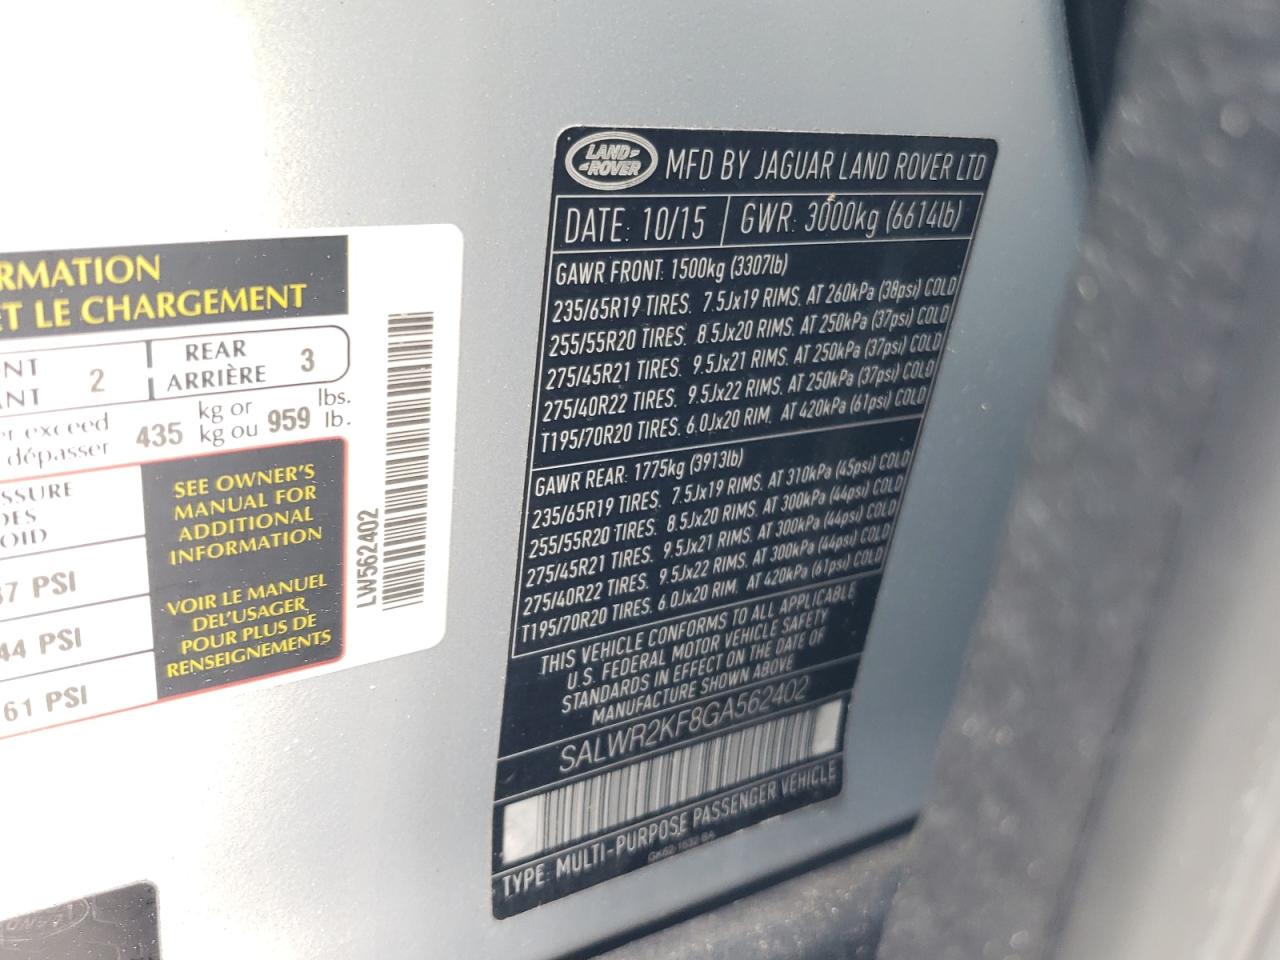 RMATION
ET LE CHARGEMENT
2
REAR
ARRIÈRE
3
exceed
dépasser
435
kg or
kg ou
959
lbs.
lb.
SEE OWNER'S
MANUAL FOR
ADDITIONAL
INFORMATION
VOIR LE MANUEL
DEL'USAGER
POUR PLUS DE
RENSEIGNEMENTS
SSURE
DES
OID
37 PSI
44 PSI
61 PSI
LW562402
LAND ROVER
MFD BY JAGUAR LAND ROVER LTD
DATE: 10/15
GWR: 3000kg (6614lb)
GAWR FRONT: 1500kg (3307lb)
235/65R19 TIRES. 7.5Jx19 RIMS. AT 260kPa (38psi) COLD
255/55R20 TIRES. 8.5Jx20 RIMS. AT 250kPa (37psi) COLD
275/45R21 TIRES. 9.5Jx21 RIMS. AT 250kPa (37psi) COLD
275/40R22 TIRES. 9.5Jx22 RIMS. AT 250kPa (37psi) COLD
T195/70R20 TIRES. 6.0Jx20 RIM. AT 420kPa (61psi) COLD
GAWR REAR: 1775kg (3913lb)
235/65R19 TIRES. 7.5Jx19 RIMS. AT 310kPa (45psi) COLD
255/55R20 TIRES. 8.5Jx20 RIMS. AT 300kPa (44psi) COLD
275/45R21 TIRES. 9.5Jx21 RIMS. AT 300kPa (44psi) COLD
275/40R22 TIRES. 9.5Jx22 RIMS. AT 300kPa (44psi) COLD
T195/70R20 TIRES. 6.0Jx20 RIM. AT 420kPa (61psi) COLD
THIS VEHICLE CONFORMS TO ALL APPLICABLE
U.S. FEDERAL MOTOR VEHICLE SAFETY
STANDARDS IN EFFECT ON THE DATE OF
MANUFACTURE SHOWN ABOVE
SALWR2KF8GA562402
TYPE: MULTI-PURPOSE PASSENGER VEHICLE